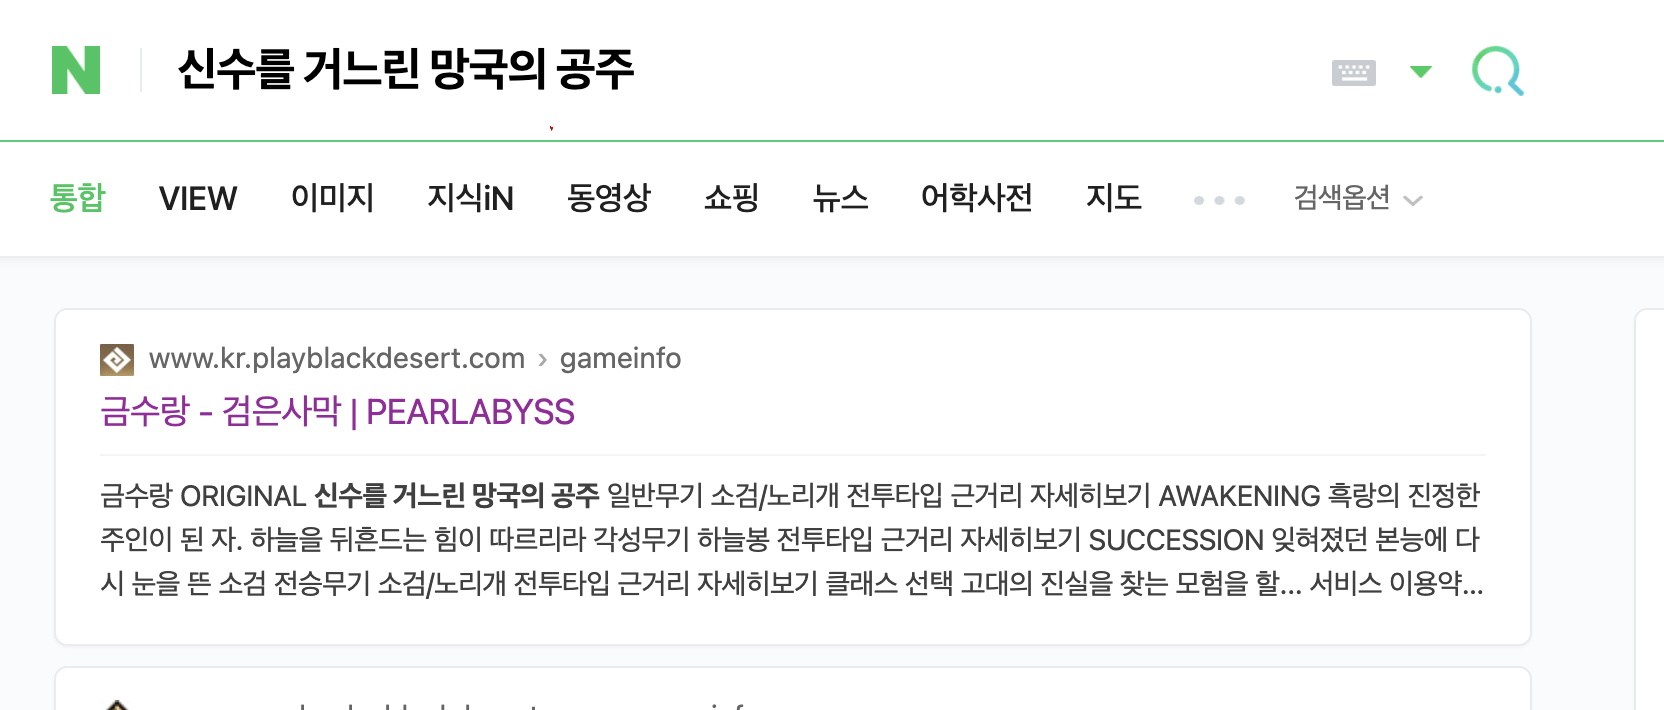 신수를 거느린 망국의 공주
통합 VIEW 이미지 지식iN 동영상 쇼핑 뉴스 어학사전 지도 검색옵션
www.kr.playblackdesert.com › gameinfo
금수랑 - 검은사막 | PEARLABYSS
금수랑 ORIGINAL 신수를 거느린 망국의 공주 일반무기 소검/노리개 전투타입 근거리 자세히보기 AWAKENING 흑랑의 진정한
주인이 된 자. 하늘을 뒤흔드는 힘이 따르리라 각성무기 하늘봉 전투타입 근거리 자세히보기 SUCCESSION 잊혀졌던 본능에 다
시 눈을 뜬 소검 전승무기 소검/노리개 전투타입 근거리 자세히보기 클래스 선택 고대의 진실을 찾는 모험을 할... 서비스 이용약...